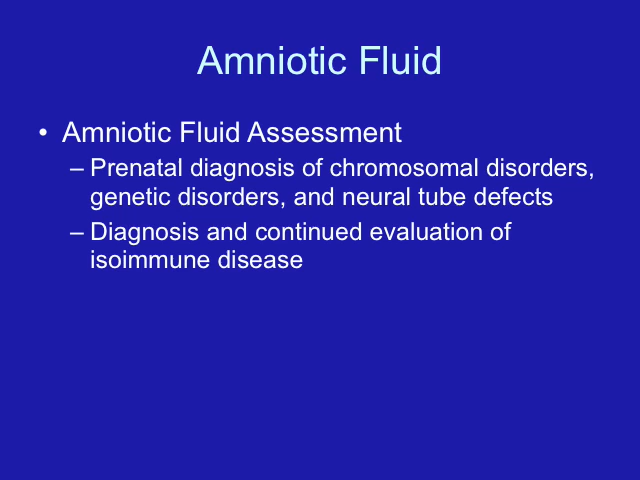 Amniotic Fluid
• Amniotic Fluid Assessment
– Prenatal diagnosis of chromosomal disorders,
genetic disorders, and neural tube defects
– Diagnosis and continued evaluation of
isoimmune disease